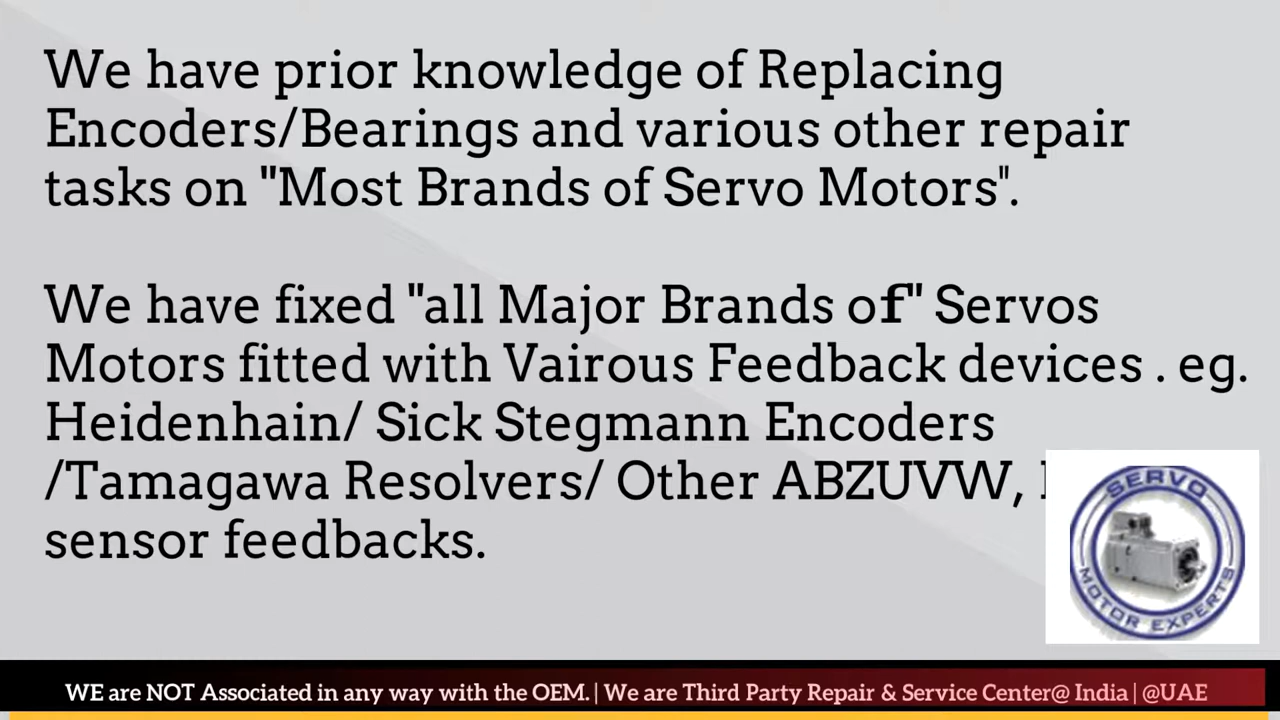 We have prior knowledge of Replacing
Encoders/Bearings and various other repair
tasks on "Most Brands of Servo Motors".
We have fixed "all Major Brands of" Servos
Motors fitted with Vairous Feedback devices . eg.
Heidenhain/ Sick Stegmann Encoders
/Tamagawa Resolvers/ Other ABZUVW,
sensor feedbacks.
SERVO
MOTOR EXPERTS
WE are NOT Associated in any way with the OEM. | We are Third Party Repair & Service Center@ India | @UAE